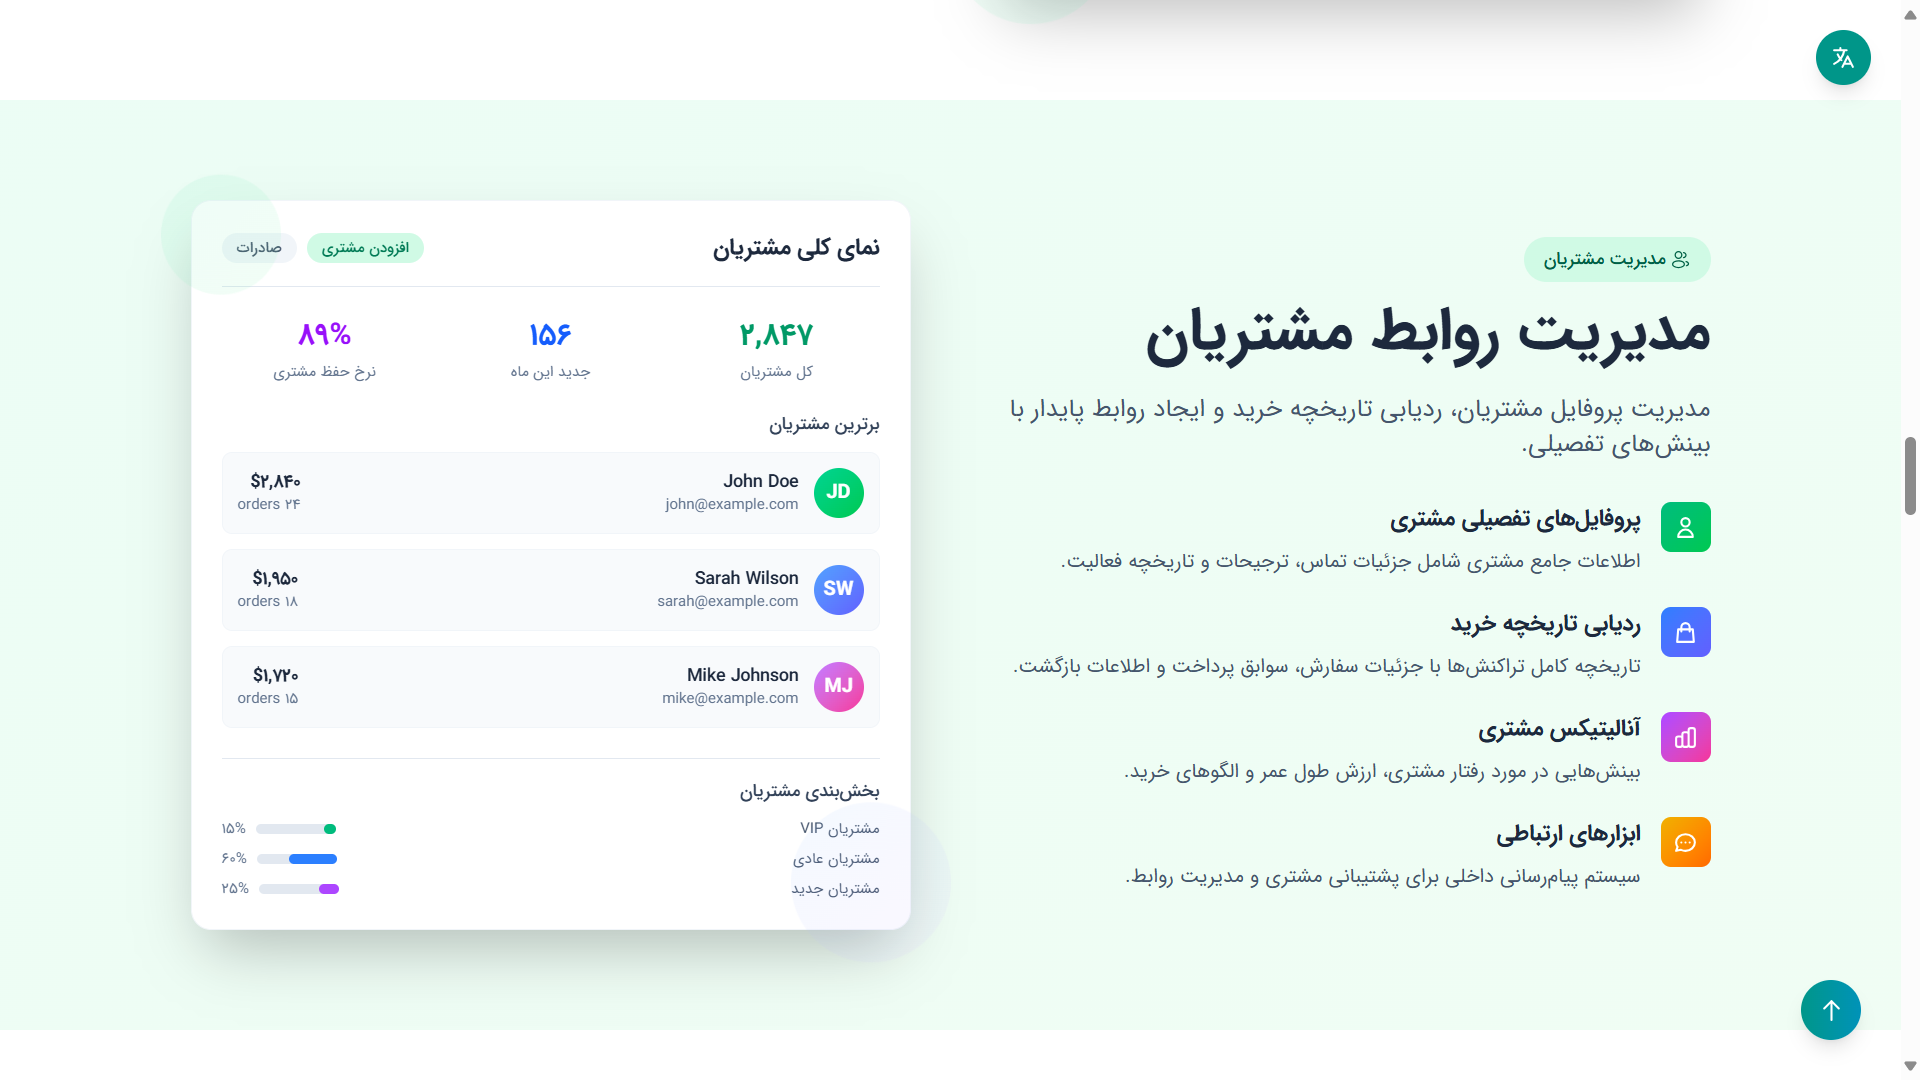 مدیریت مشتریان
مدیریت روابط مشتریان
مدیریت پروفایل مشتریان، ردیابی تاریخچه خرید و ایجاد روابط پایدار با
بینش‌های تفصیلی.
پروفایل‌های تفصیلی مشتری
اطلاعات جامع مشتری شامل جزئیات تماس، ترجیحات و تاریخچه فعالیت.
ردیابی تاریخچه خرید
تاریخچه کامل تراکنش‌ها با جزئیات سفارش، سوابق پرداخت و اطلاعات بازگشت.
آنالیتیکس مشتری
بینش‌هایی در مورد رفتار مشتری، ارزش طول عمر و الگوهای خرید.
ابزارهای ارتباطی
سیستم پیام‌رسانی داخلی برای پشتیبانی مشتری و مدیریت روابط.
نمای کلی مشتریان
افزودن مشتری
صادرات
۲,۸۴۷
کل مشتریان
۱۵۶
جدید این ماه
۸۹%
نرخ حفظ مشتری
برترین مشتریان
JD
John Doe
john@example.com
$۲,۸۴۰
orders ۲۴
SW
Sarah Wilson
sarah@example.com
$۱,۹۵۰
orders ۱۸
MJ
Mike Johnson
mike@example.com
$۱,۷۲۰
orders ۱۵
بخش‌بندی مشتریان
مشتریان VIP
۱۵%
مشتریان عادی
۶۰%
مشتریان جدید
۲۵%